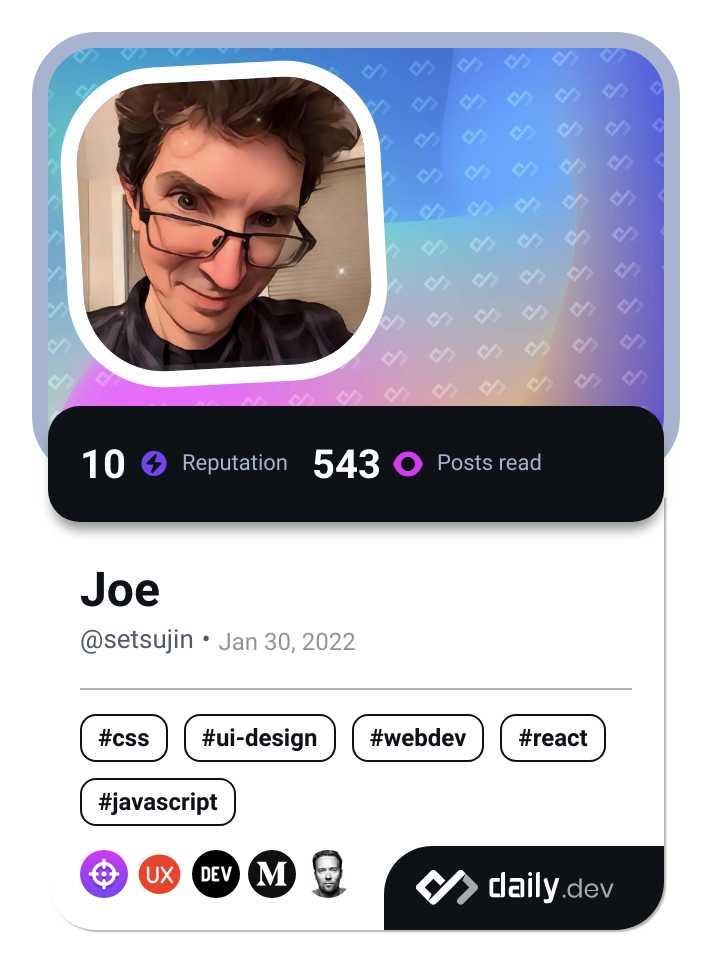 10 Reputation 543 Posts read
Joe
@setsujin • Jan 30, 2022
#css #ui-design #webdev #react
#javascript
UX DEV M daily.dev